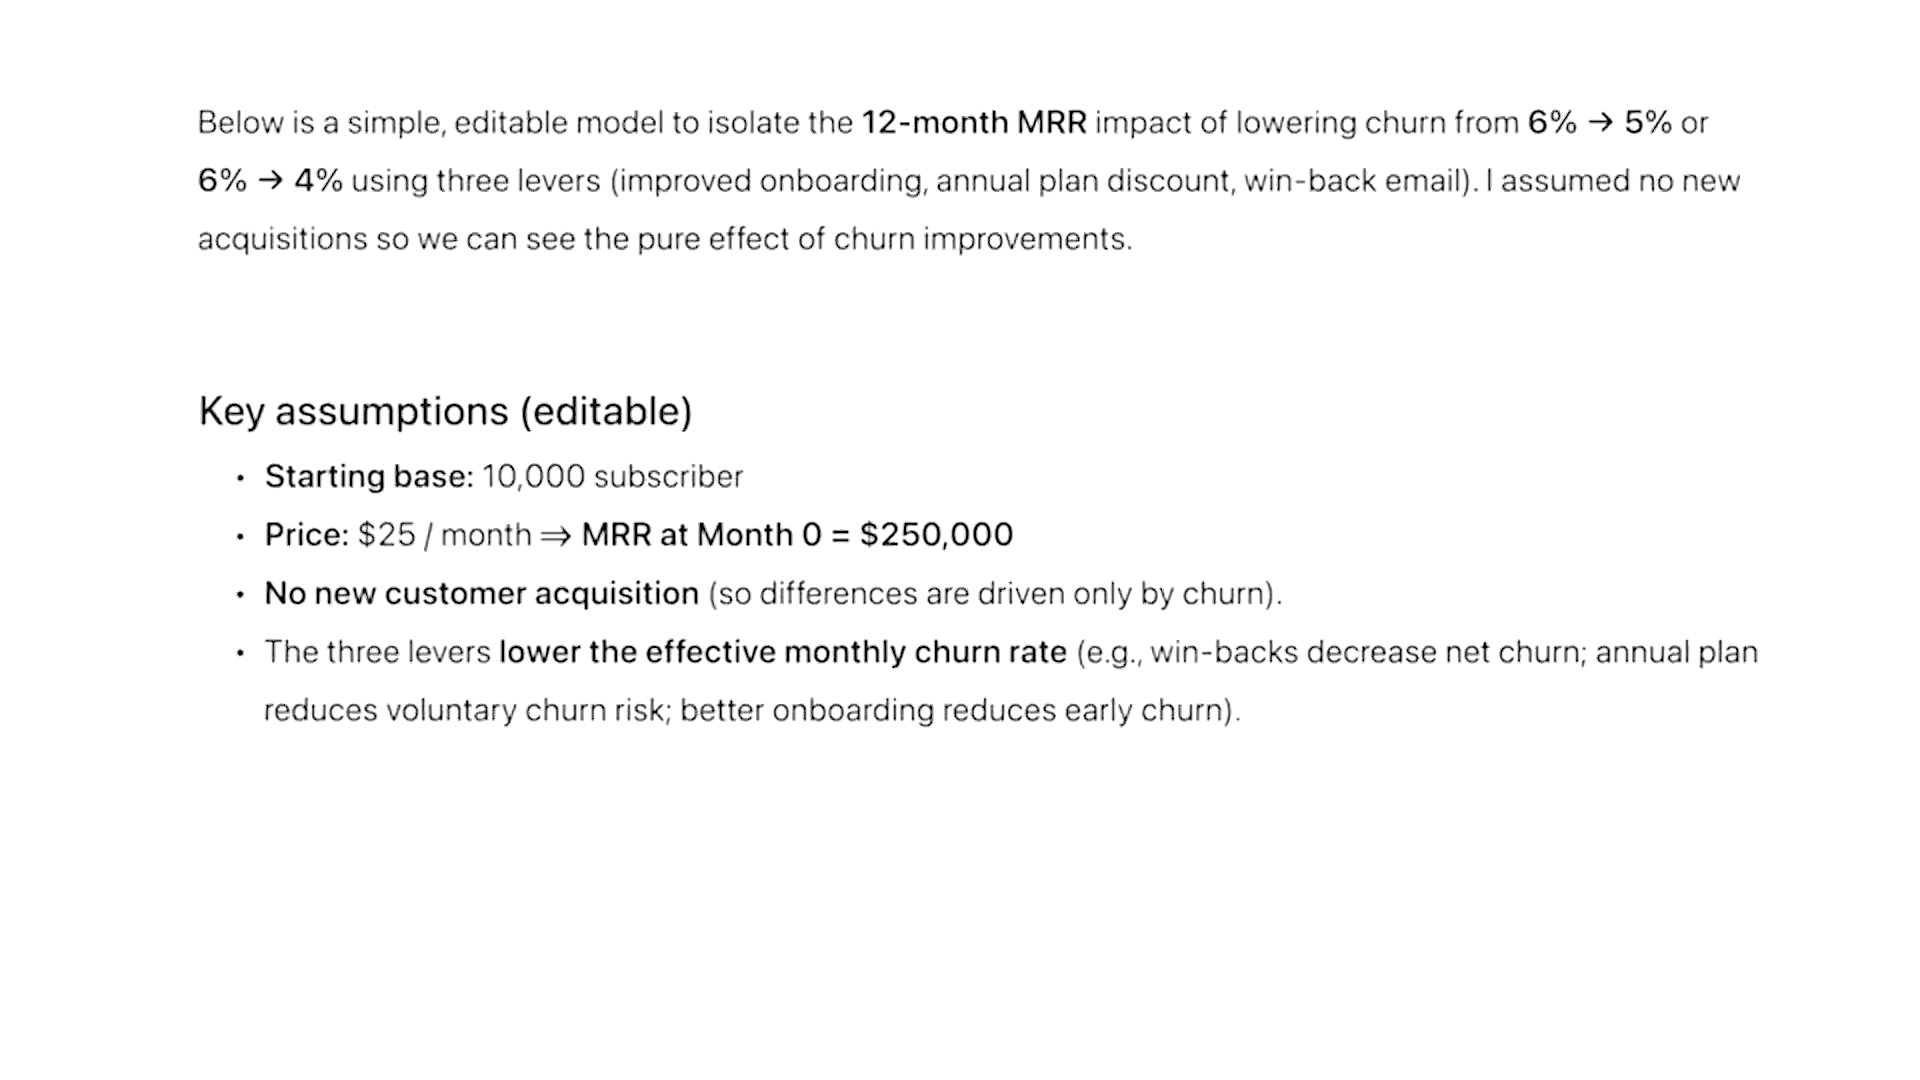 Below is a simple, editable model to isolate the 12-month MRR impact of lowering churn from 6% → 5% or
6% → 4% using three levers (improved onboarding, annual plan discount, win-back email). I assumed no new
acquisitions so we can see the pure effect of churn improvements.
Key assumptions (editable)
• Starting base: 10,000 subscriber
• Price: $25 / month ⇒ MRR at Month 0 = $250,000
• No new customer acquisition (so differences are driven only by churn).
• The three levers lower the effective monthly churn rate (e.g., win-backs decrease net churn; annual plan
reduces voluntary churn risk; better onboarding reduces early churn).